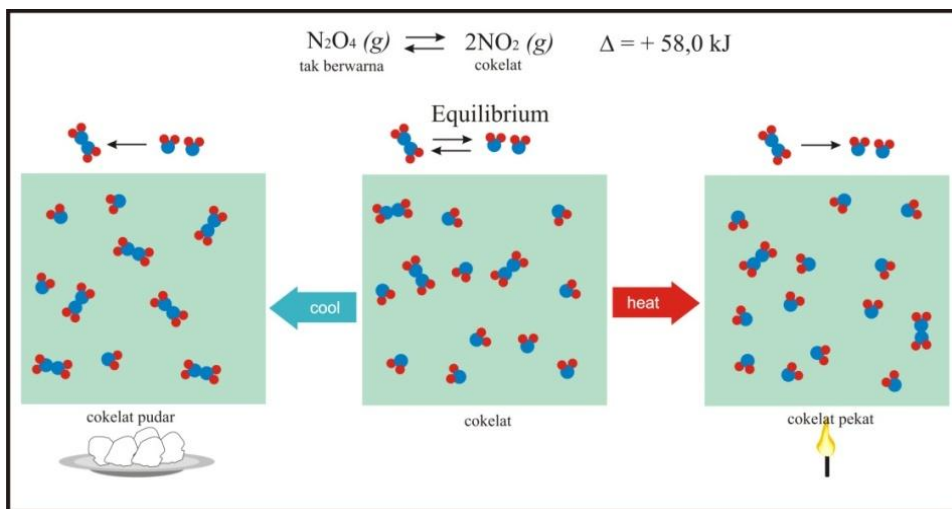 N₂O₄ (g) ⇌ 2NO₂ (g) Δ = + 58,0 kJ
tak berwarna cokelat
Equilibrium
cool
heat
cokelat pudar
cokelat
cokelat pekat